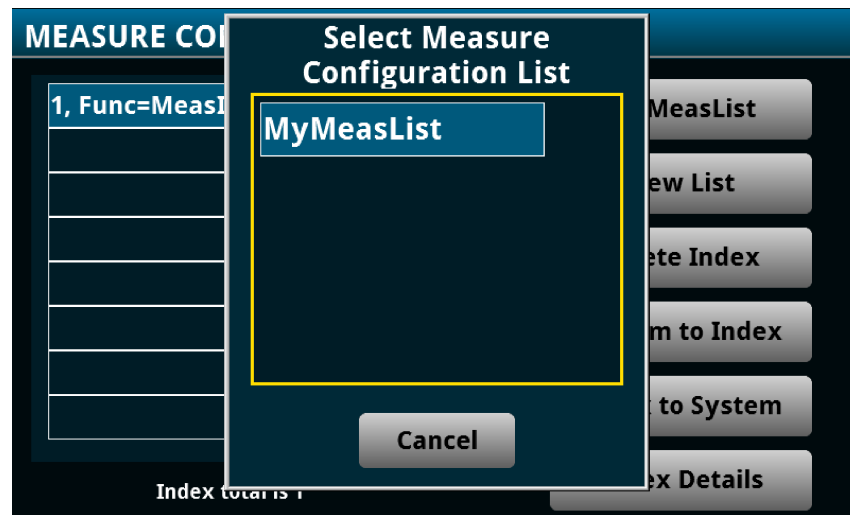 MEASURE CO
Select Measure
Configuration List
1, Func=Meas
MyMeasList
MeasList
ew List
ete Index
m to Index
to System
Cancel
ex Details
Index total is 1